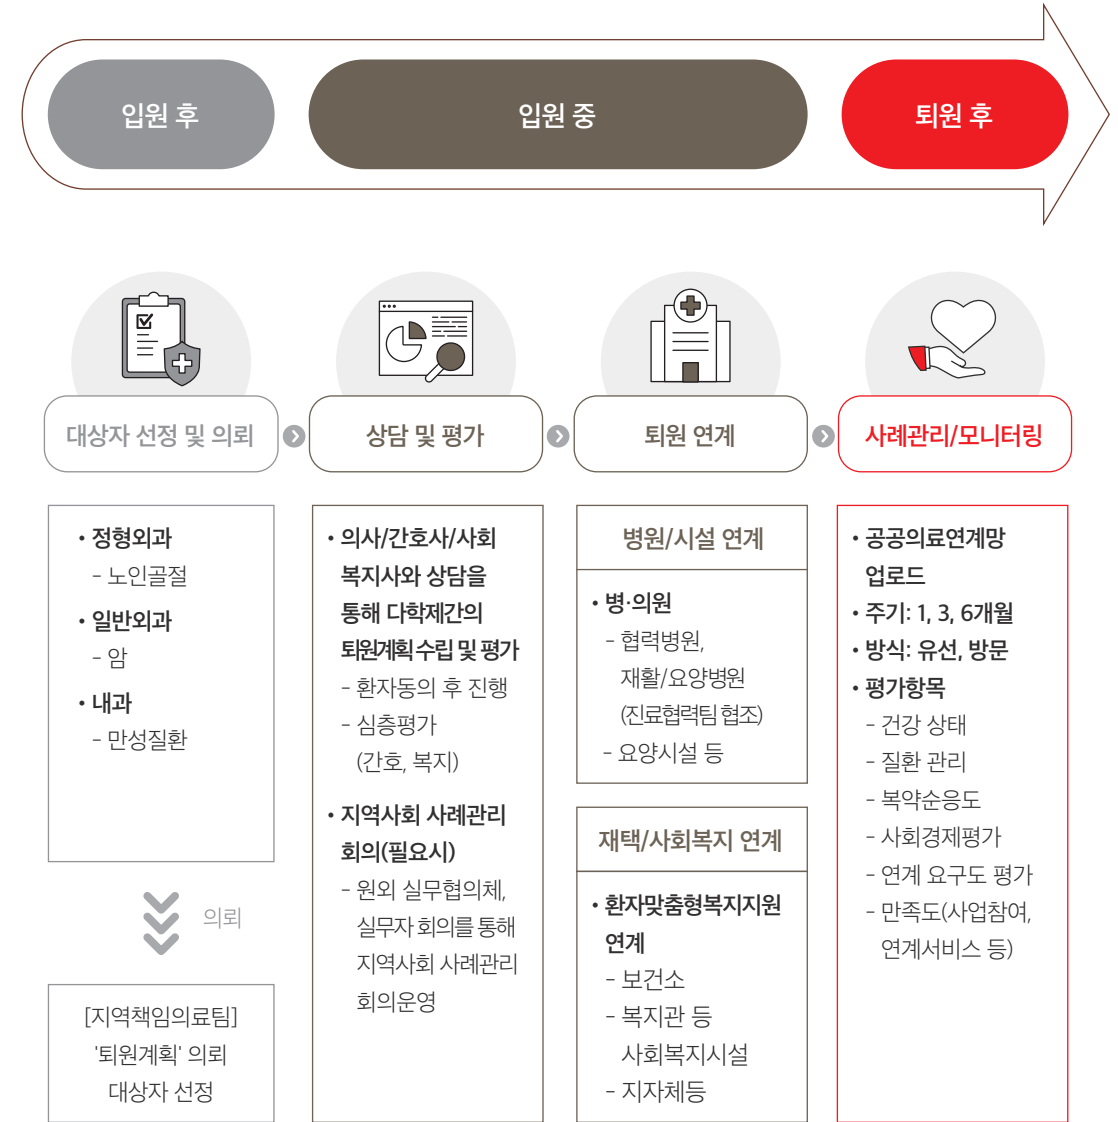 입원 후
입원 중
퇴원 후
대상자 선정 및 의뢰
상담 및 평가
퇴원 연계
사례관리/모니터링
• 정형외과
- 노인골절
• 일반외과
- 암
• 내과
- 만성질환
의뢰
[지역책임의료팀]
'퇴원계획' 의뢰
대상자 선정
• 의사/간호사/사회
복지사와 상담을
통해 다학제간의
퇴원계획 수립 및 평가
- 환자동의 후 진행
- 심층평가
(간호, 복지)
• 지역사회 사례관리
회의(필요시)
- 원외 실무협의체,
실무자 회의를 통해
지역사회 사례관리
회의운영
병원/시설 연계
• 병·의원
- 협력병원,
재활/요양병원
(진료협력팀 협조)
- 요양시설 등
재택/사회복지 연계
• 환자맞춤형복지지원
연계
- 보건소
- 복지관 등
사회복지시설
- 지자체등
• 공공의료연계망
업로드
• 주기: 1, 3, 6개월
• 방식: 유선, 방문
• 평가항목
- 건강 상태
- 질환 관리
- 복약순응도
- 사회경제평가
- 연계 요구도 평가
- 만족도(사업참여,
연계서비스 등)